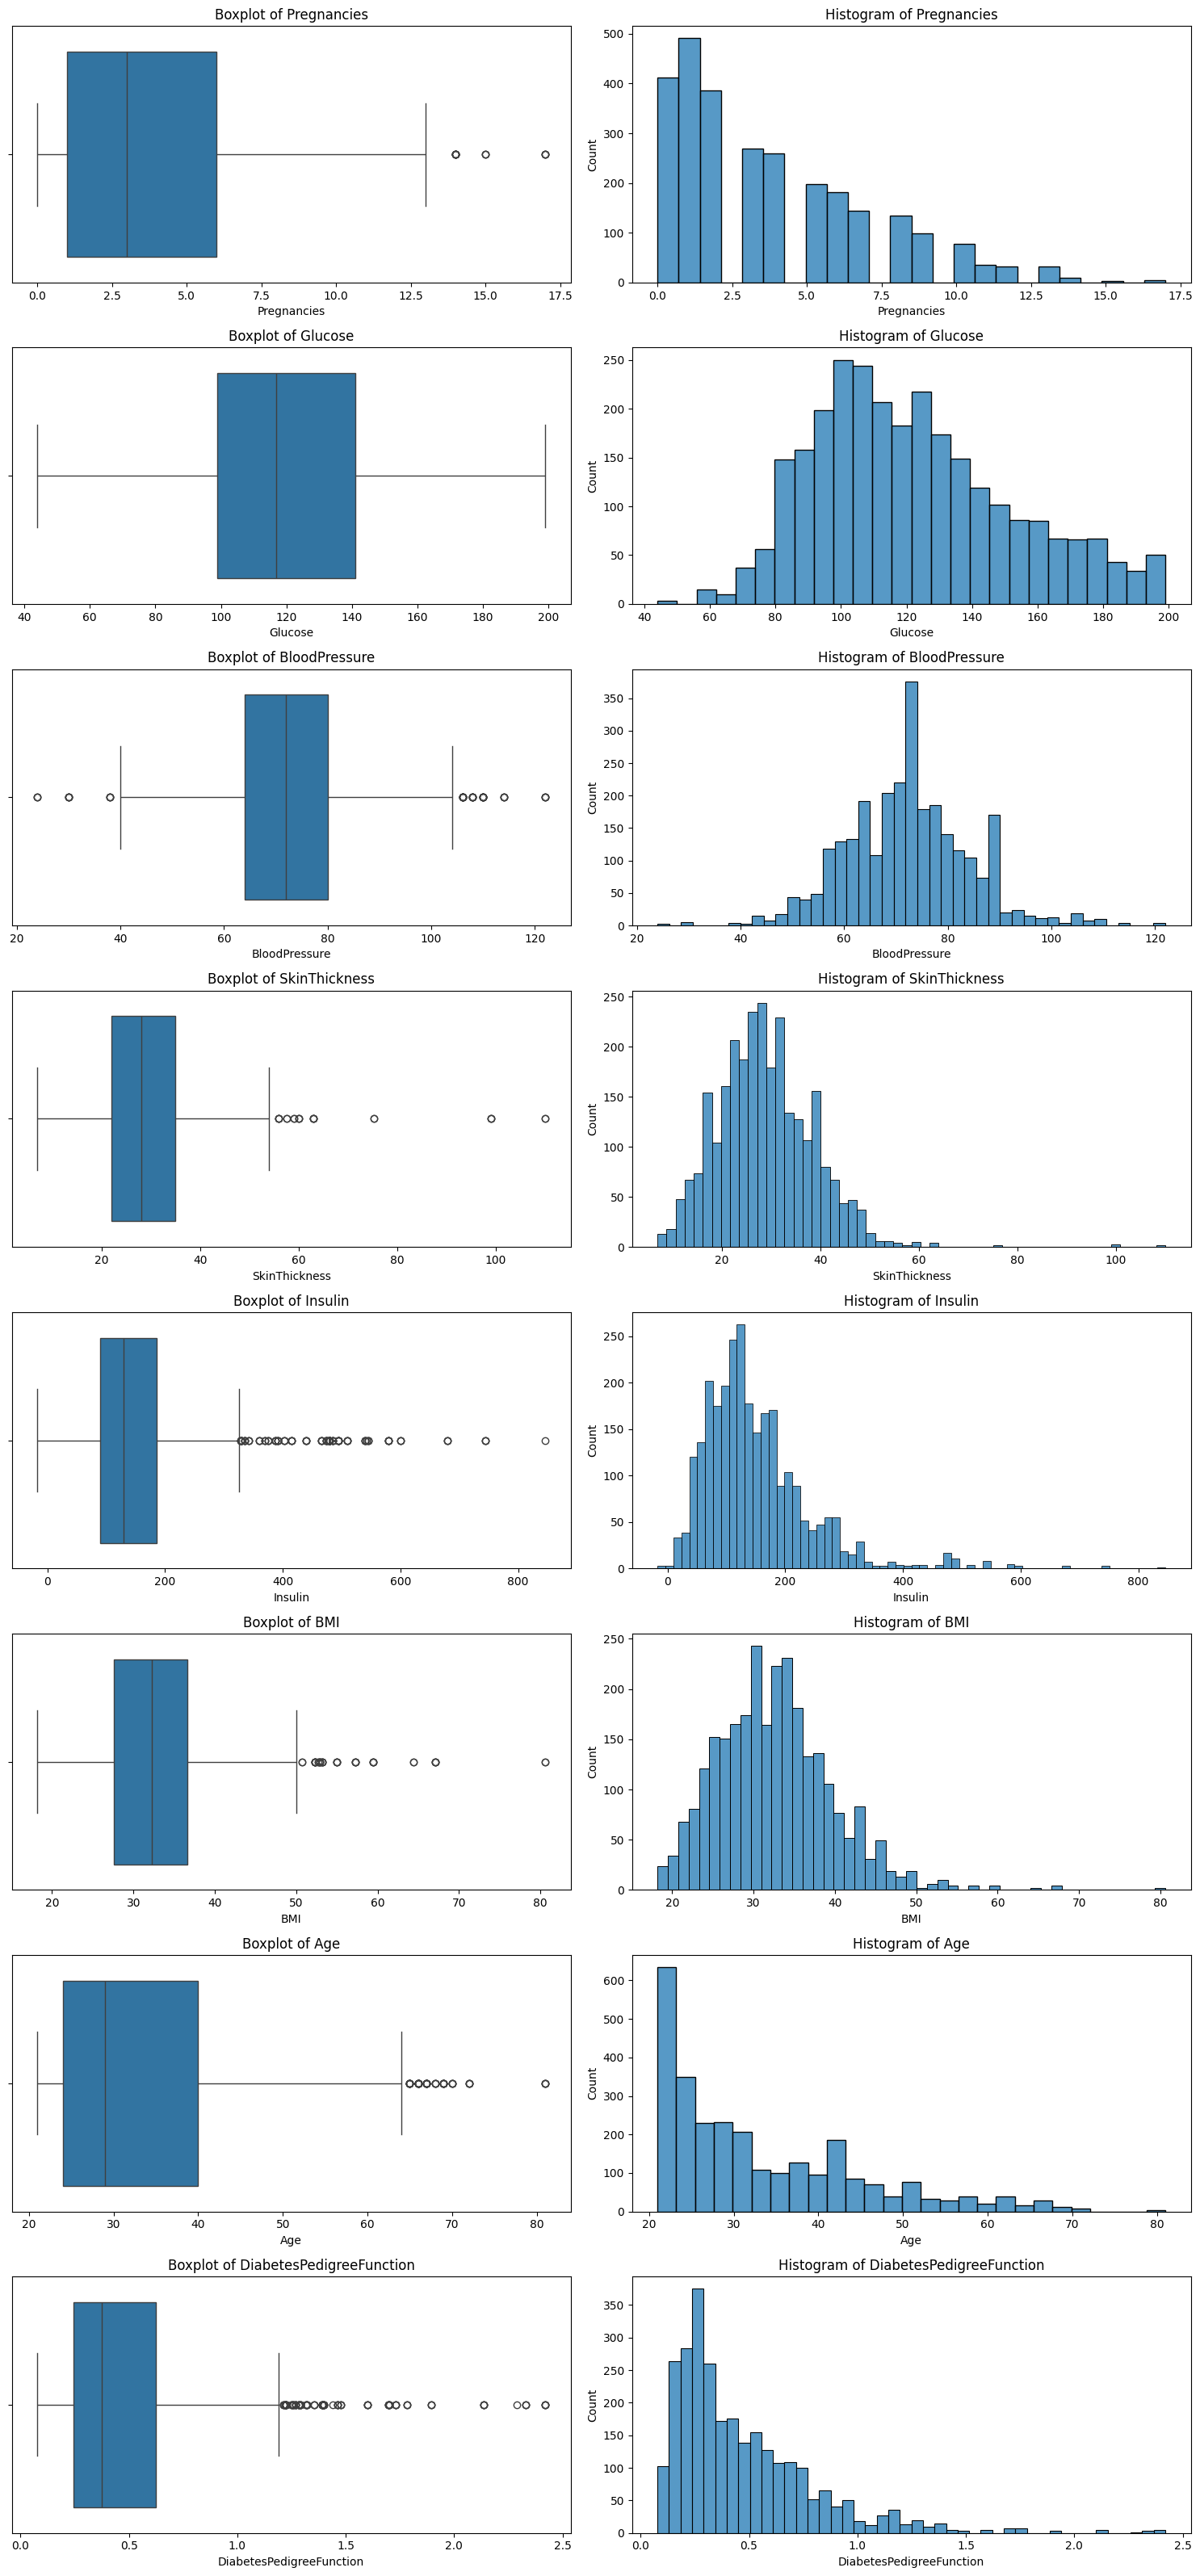 Boxplot of Pregnancies
0.0 2.5 5.0 7.5 10.0 12.5 15.0 17.5
Pregnancies
Histogram of Pregnancies
500
400
300
200
100
0
Count
0.0 2.5 5.0 7.5 10.0 12.5 15.0 17.5
Pregnancies
Boxplot of Glucose
40 60 80 100 120 140 160 180 200
Glucose
Histogram of Glucose
250
200
150
100
50
0
Count
40 60 80 100 120 140 160 180 200
Glucose
Boxplot of BloodPressure
20 40 60 80 100 120
BloodPressure
Histogram of BloodPressure
350
300
250
200
150
100
50
0
Count
20 40 60 80 100 120
BloodPressure
Boxplot of SkinThickness
20 40 60 80 100
SkinThickness
Histogram of SkinThickness
250
200
150
100
50
0
Count
20 40 60 80 100
SkinThickness
Boxplot of Insulin
0 200 400 600 800
Insulin
Histogram of Insulin
250
200
150
100
50
0
Count
0 200 400 600 800
Insulin
Boxplot of BMI
20 30 40 50 60 70 80
BMI
Histogram of BMI
250
200
150
100
50
0
Count
20 30 40 50 60 70 80
BMI
Boxplot of Age
20 30 40 50 60 70 80
Age
Histogram of Age
600
500
400
300
200
100
0
Count
20 30 40 50 60 70 80
Age
Boxplot of DiabetesPedigreeFunction
0.0 0.5 1.0 1.5 2.0 2.5
DiabetesPedigreeFunction
Histogram of DiabetesPedigreeFunction
350
300
250
200
150
100
50
0
Count
0.0 0.5 1.0 1.5 2.0 2.5
DiabetesPedigreeFunction